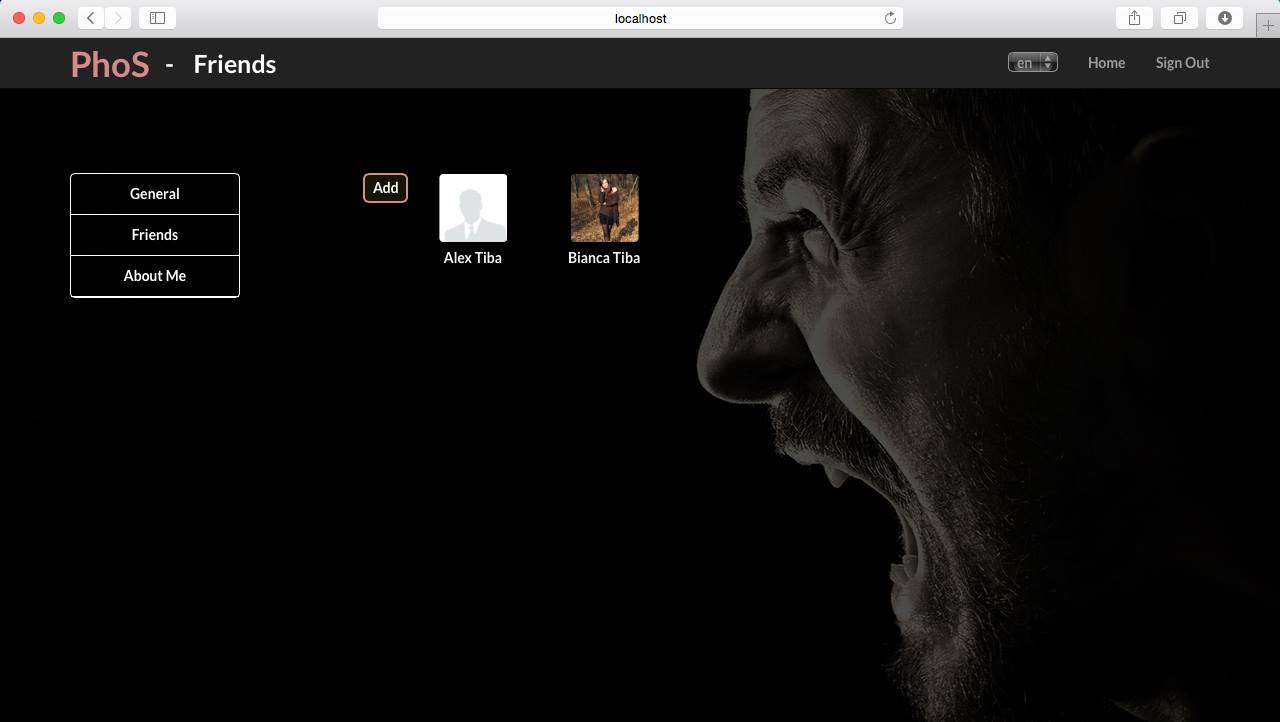 localhost
PhoS - Friends
en
Home
Sign Out
General
Friends
About Me
Add
Alex Tiba
Bianca Tiba